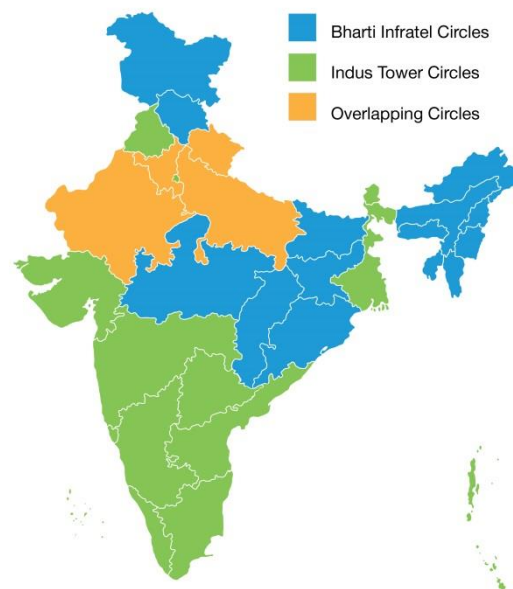 Bharti Infratel Circles
Indus Tower Circles
Overlapping Circles